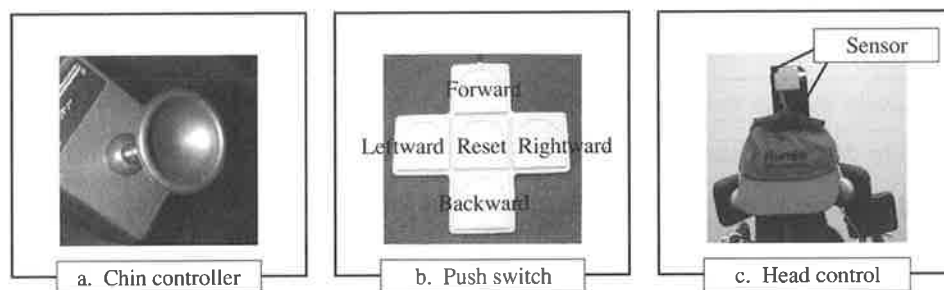 Forward
Leftward Reset Rightward
Backward
Sensor
a. Chin controller
b. Push switch
c. Head control